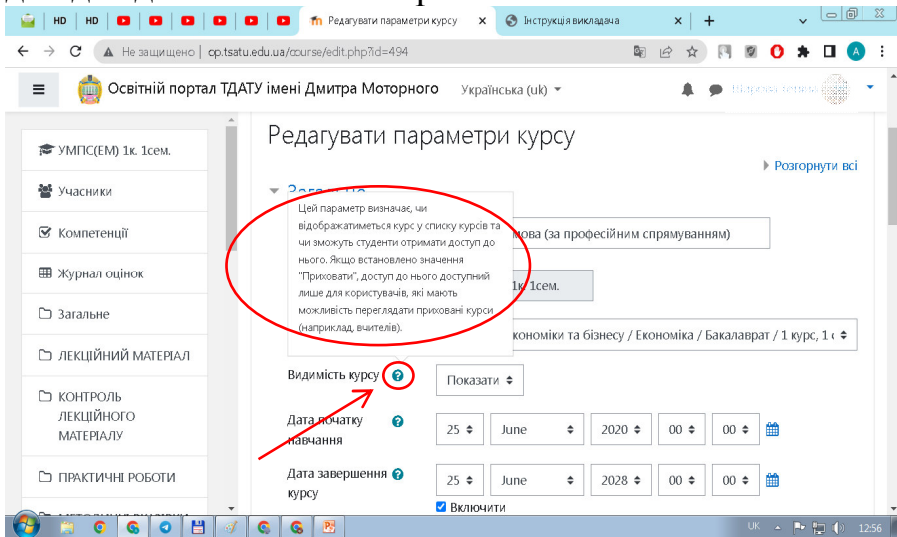 HD
HD
Редагувати параметри курсу
Інструкція викладача
Не защищено | op.tsatu.edu.ua/course/edit.php?id=494
A
Освітній портал ТДАТУ імені Дмитра Моторного
Українська (uk)
Редагувати параметри курсу
Розгорнути всі
УМПС(ЕМ) 1к. 1сем.
Учасники
Компетенції
Журнал оцінок
Загальне
ЛЕКЦІЙНИЙ МАТЕРІАЛ
КОНТРОЛЬ
ЛЕКЦІЙНОГО
МАТЕРІАЛУ
ПРАКТИЧНІ РОБОТИ
Цей параметр визначає, чи
відображатиметься курс у списку курсів та
чи зможуть студенти отримати доступ до
нього. Якщо встановлено значення
"Приховати", доступ до нього доступний
лише для користувачів, які мають
можливість переглядати приховані курси
(наприклад, вчителів).
мова (за професійним спрямуванням)
1к. 1сем.
кономіки та бізнесу / Економіка / Бакалаврат / 1 курс, 1
Видимість курсу
Показати
Дата початку
навчання
25 June 2020 00 00
Дата завершення
курсу
25 June 2028 00 00
Включити
UK
12:56